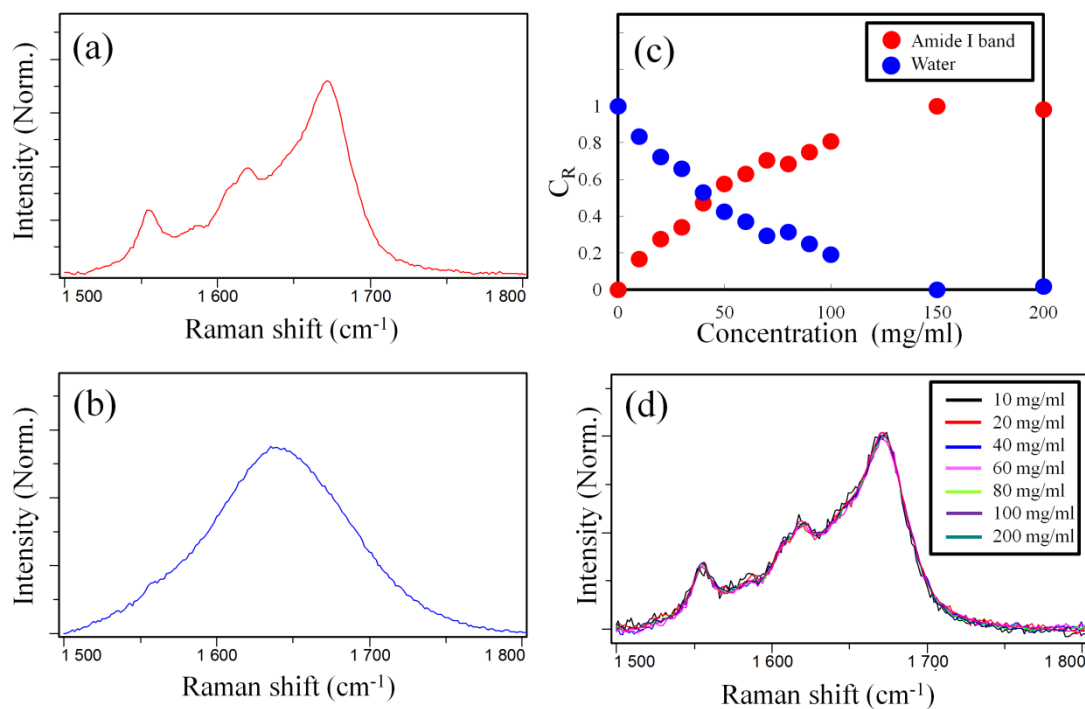 (a)
Intensity (Norm.)
1 500
1 600
1 700
1 800
Raman shift (cm⁻¹)
(c)
Amide I band
Water
C_R
1
0.8
0.6
0.4
0.2
0
0
50
100
150
200
Concentration (mg/ml)
(b)
Intensity (Norm.)
1 500
1 600
1 700
1 800
Raman shift (cm⁻¹)
(d)
10 mg/ml
20 mg/ml
40 mg/ml
60 mg/ml
80 mg/ml
100 mg/ml
200 mg/ml
Intensity (Norm.)
1 500
1 600
1 700
1 800
Raman shift (cm⁻¹)